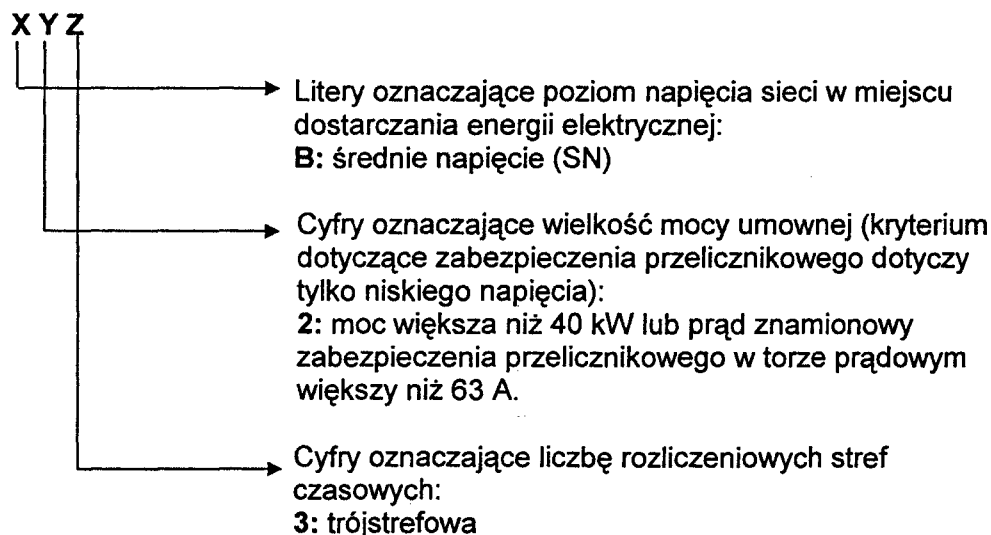 X Y Z
Litery oznaczające poziom napięcia sieci w miejscu
dostarczania energii elektrycznej:
B: średnie napięcie (SN)
Cyfry oznaczające wielkość mocy umownej (kryterium
dotyczące zabezpieczenia przelicznikowego dotyczy
tylko niskiego napięcia):
2: moc większa niż 40 kW lub prąd znamionowy
zabezpieczenia przelicznikowego w torze prądowym
większy niż 63 A.
Cyfry oznaczające liczbę rozliczeniowych stref
czasowych:
3: trójstrefowa